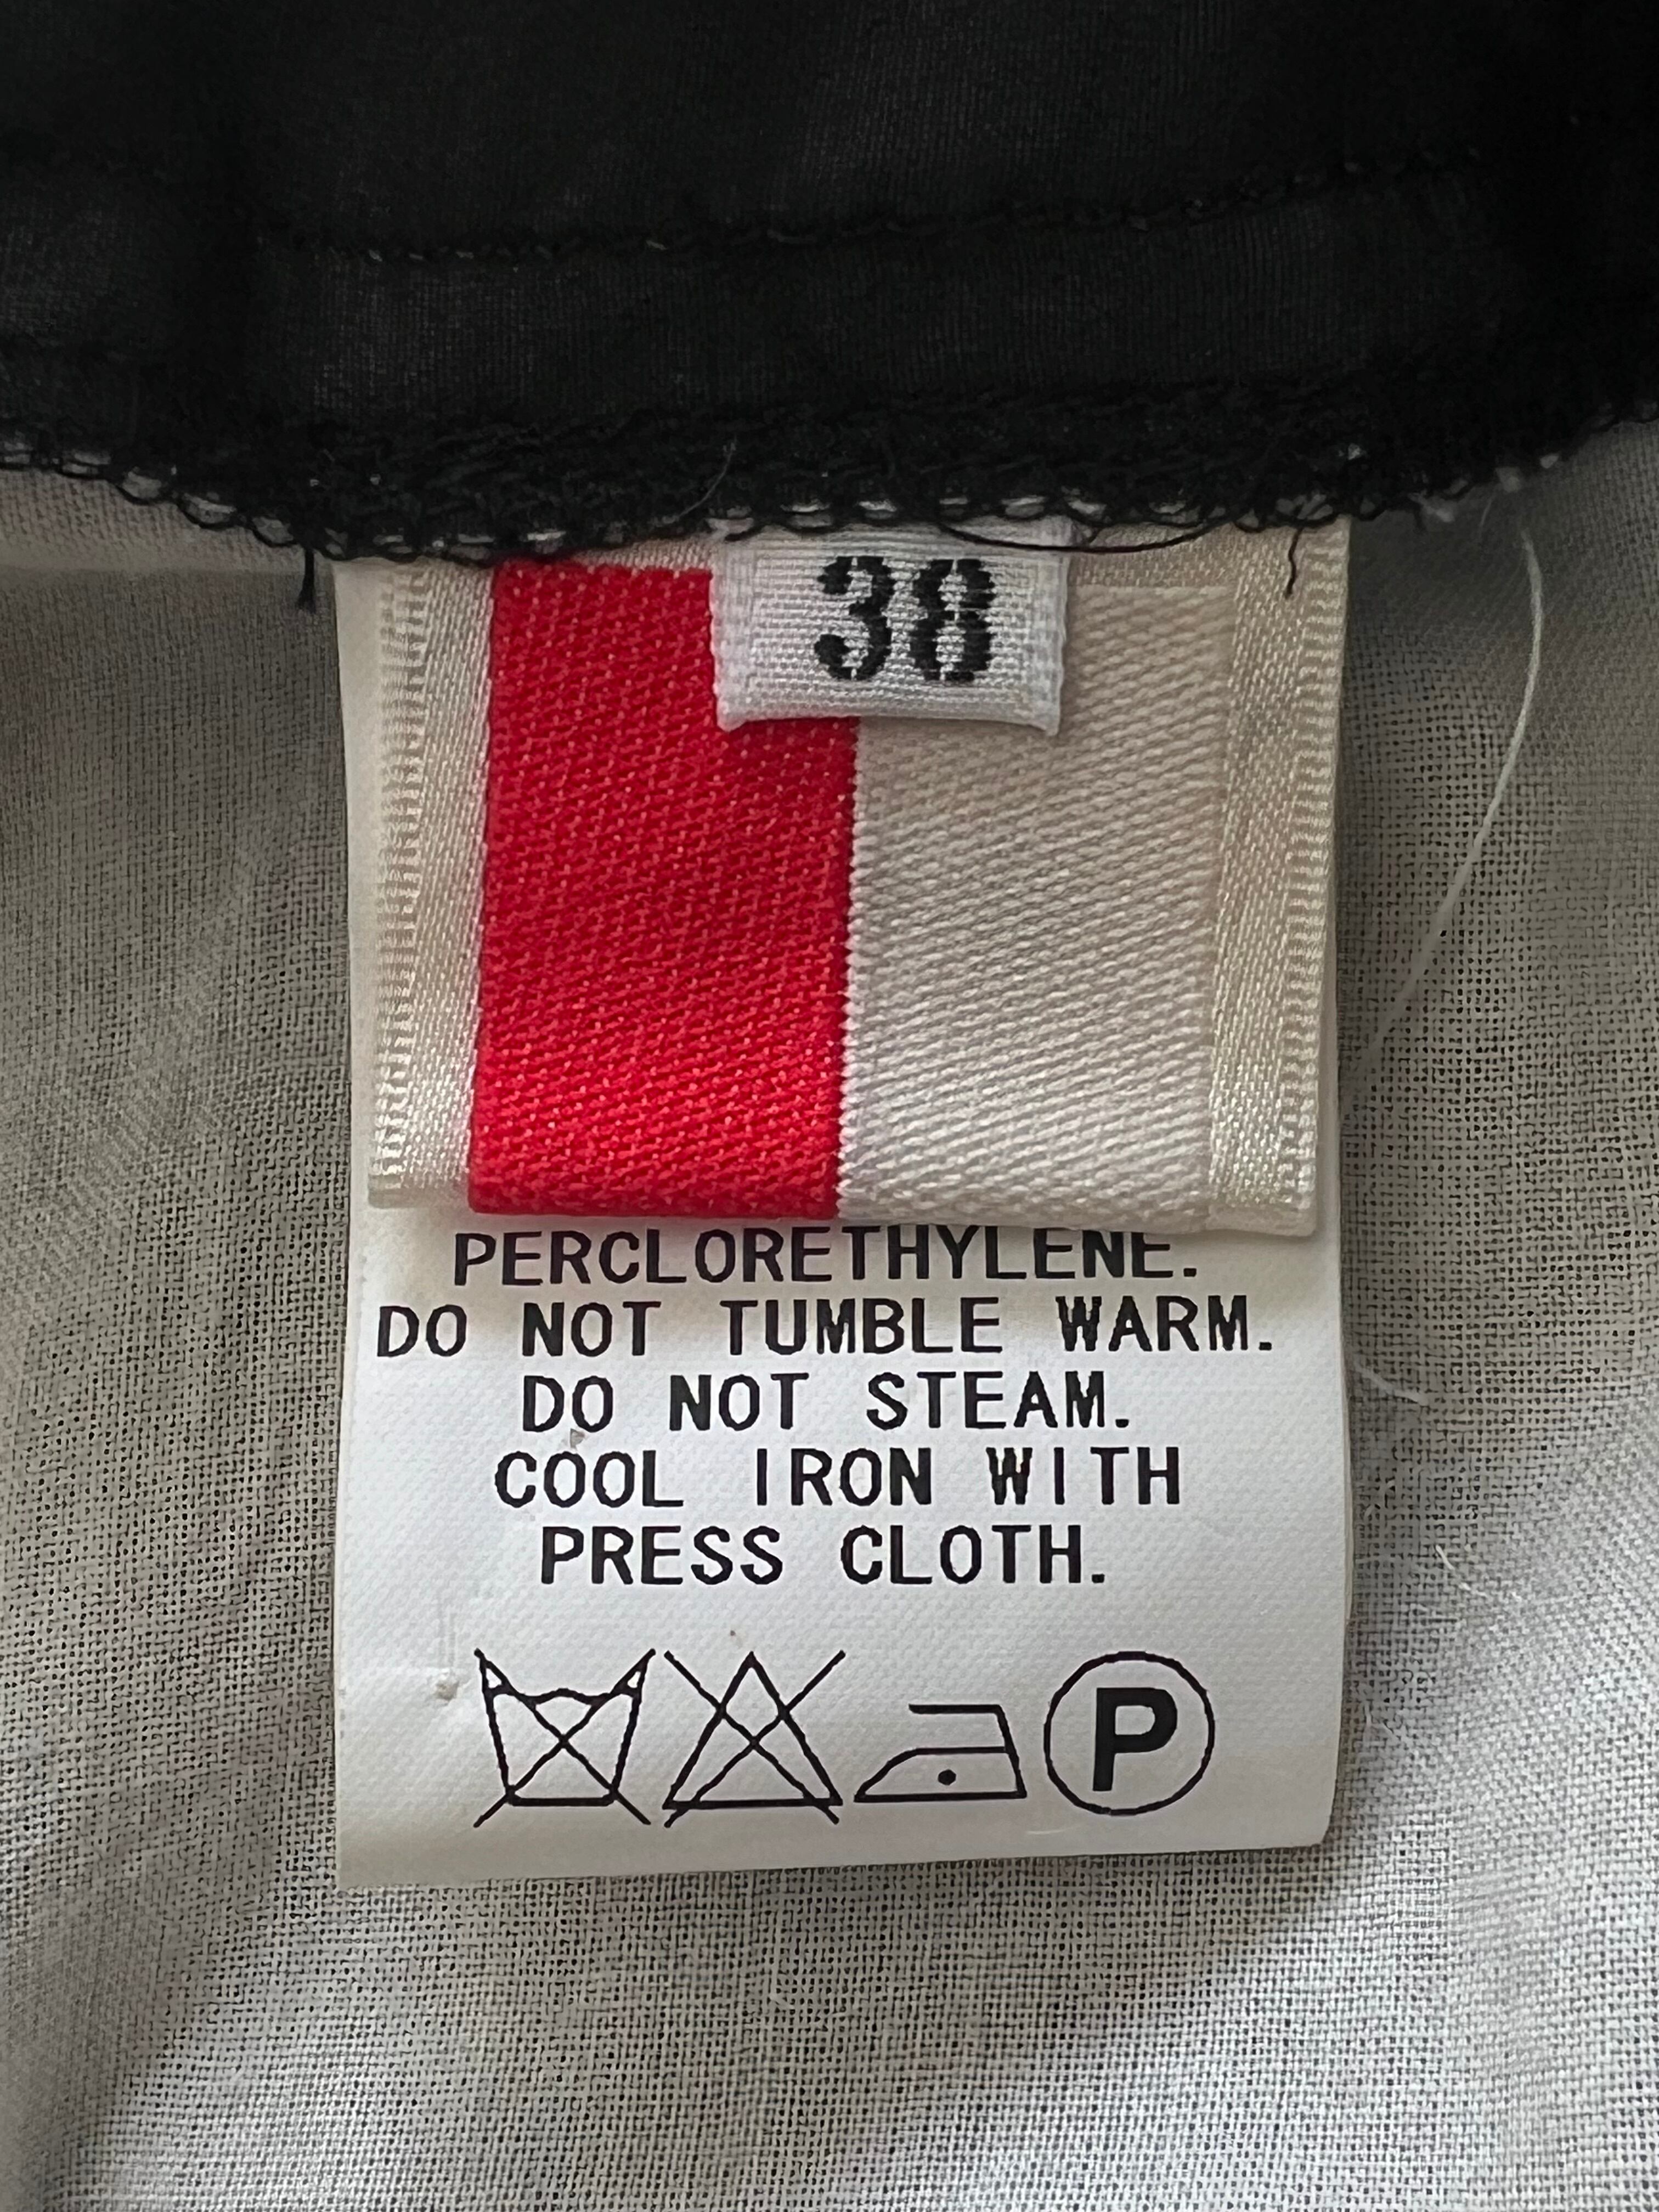 38
PERCLORETHYLENE.
DO NOT TUMBLE WARM.
DO NOT STEAM.
COOL IRON WITH
PRESS CLOTH.
P